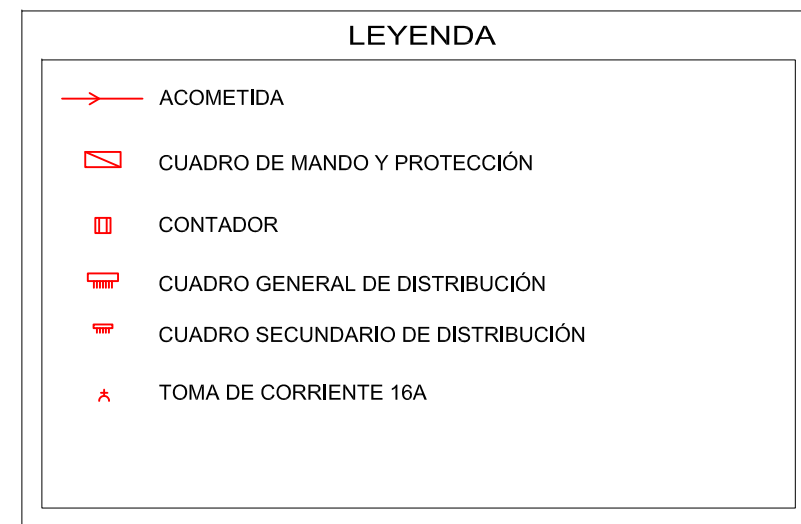 LEYENDA
ACOMETIDA
CUADRO DE MANDO Y PROTECCIÓN
CONTADOR
CUADRO GENERAL DE DISTRIBUCIÓN
CUADRO SECUNDARIO DE DISTRIBUCIÓN
TOMA DE CORRIENTE 16A